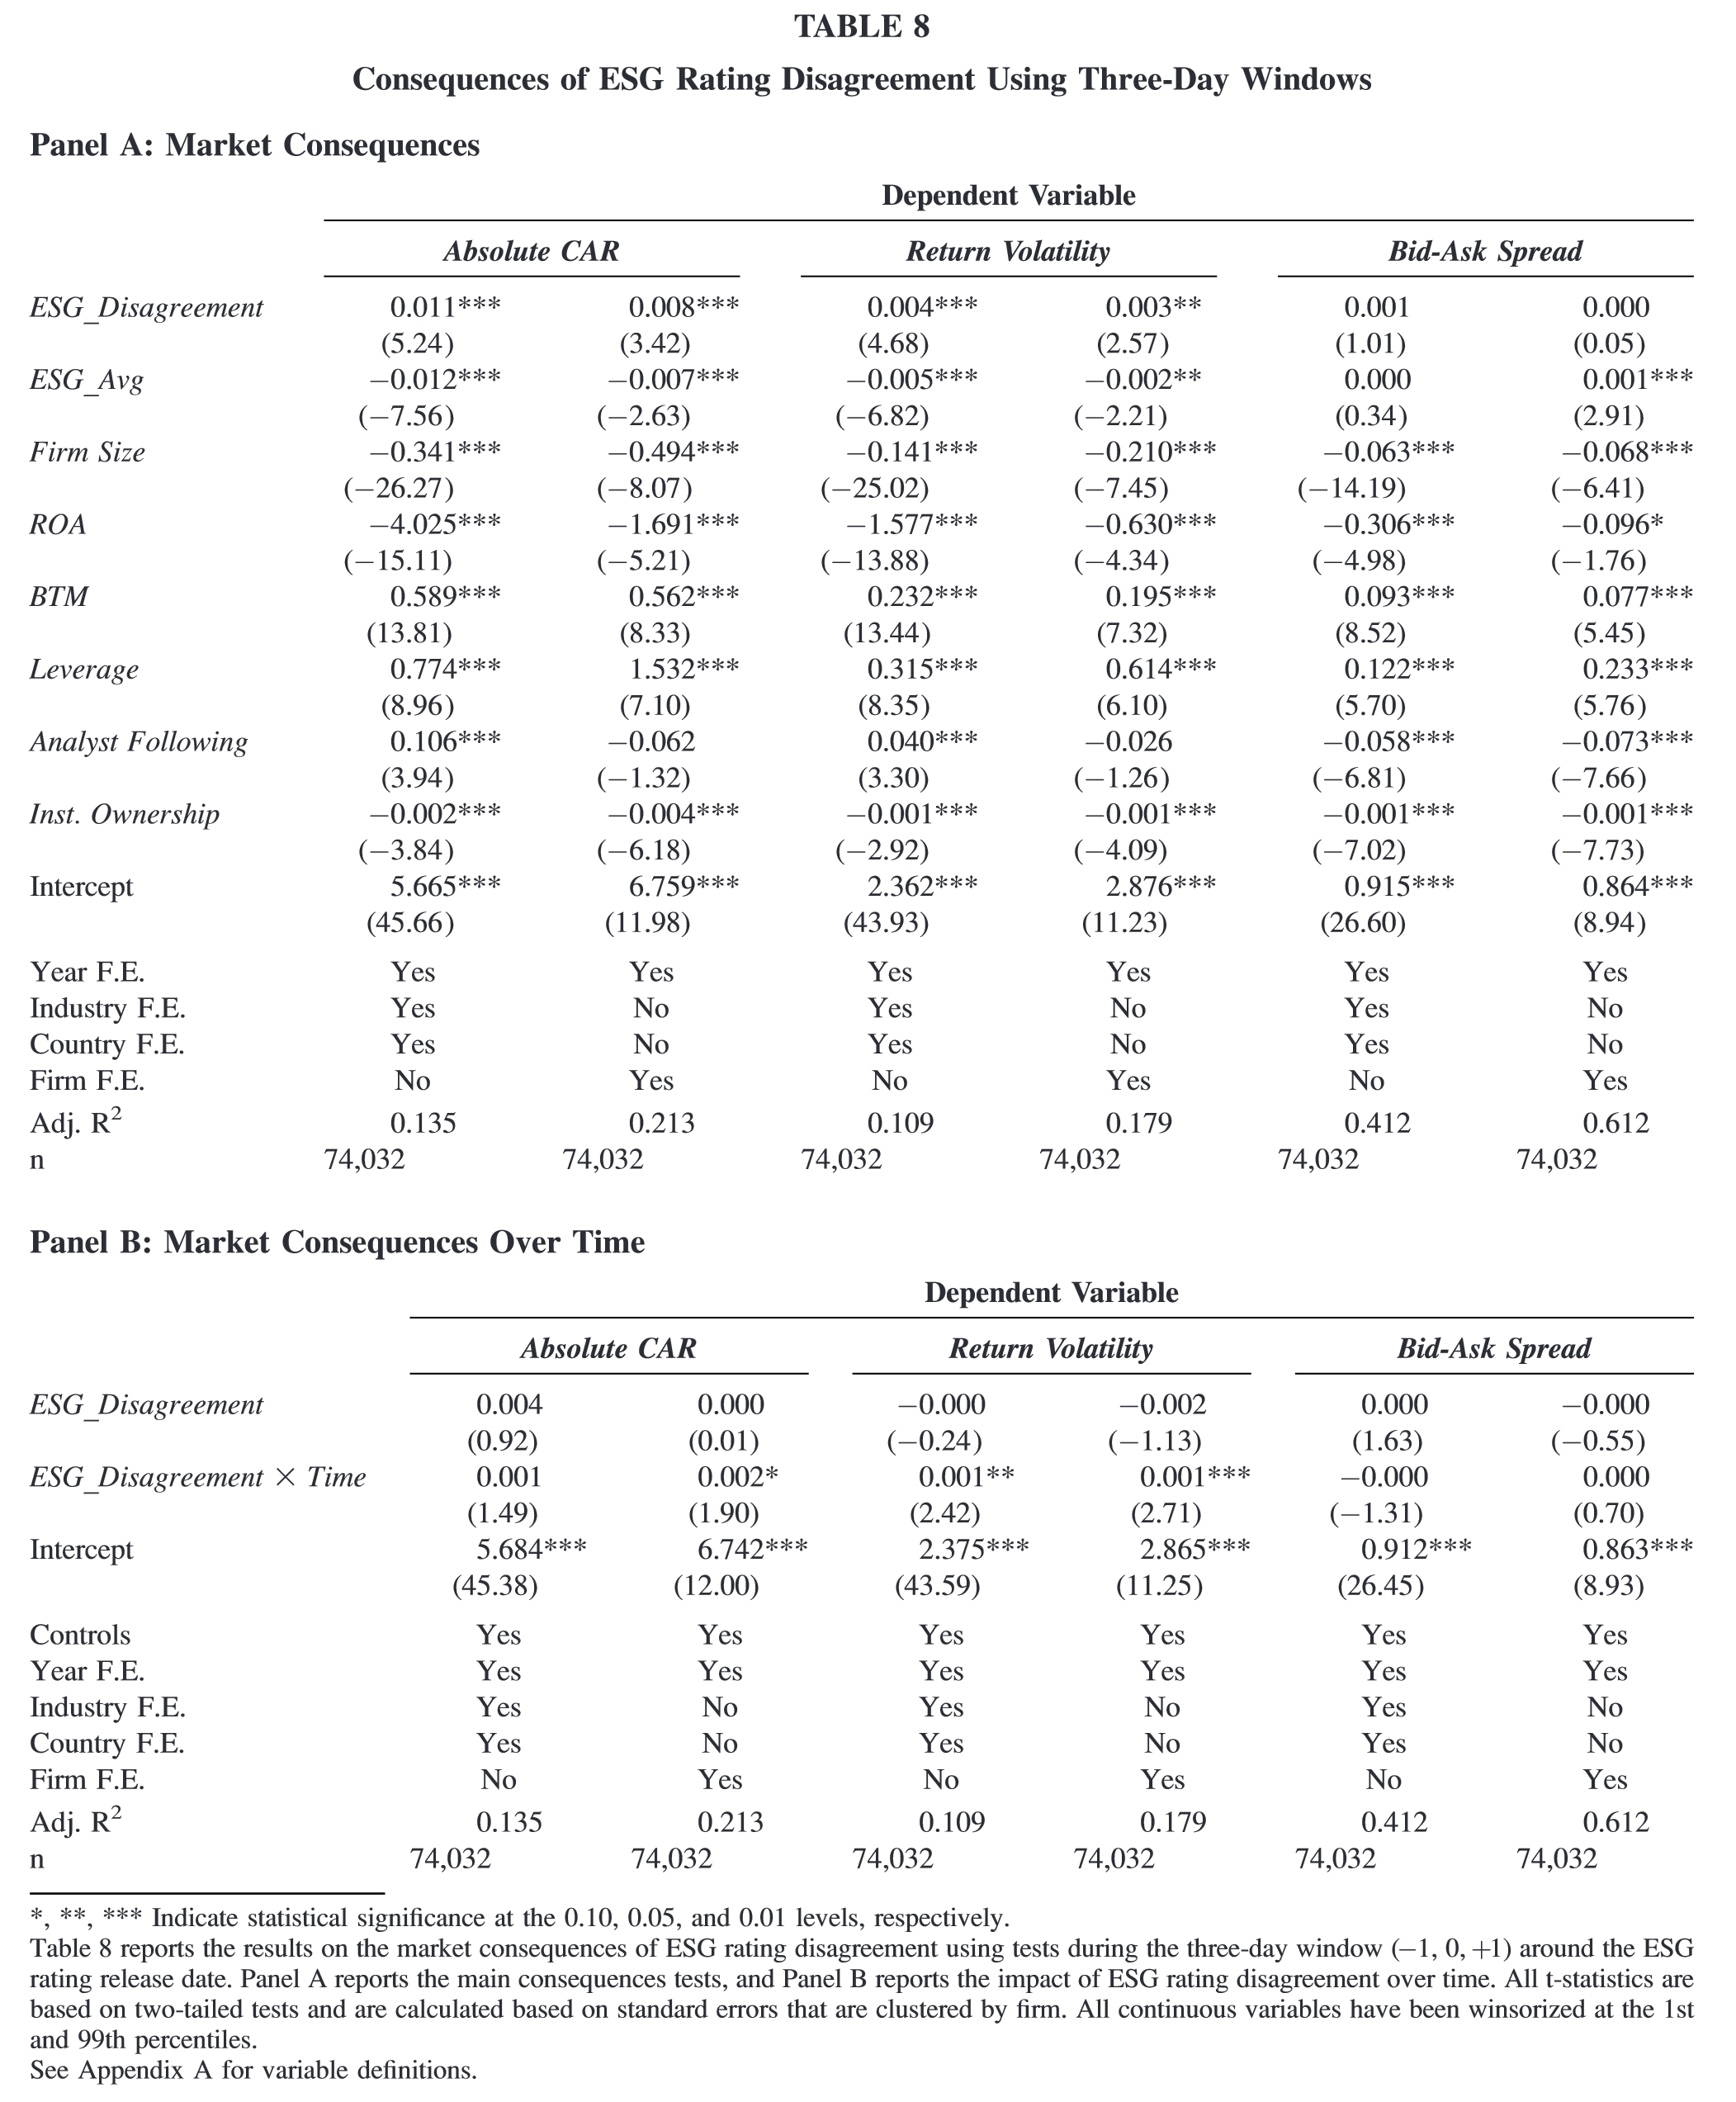 TABLE 8
Consequences of ESG Rating Disagreement Using Three-Day Windows
Panel A: Market Consequences
Dependent Variable
Absolute CAR Return Volatility Bid-Ask Spread
ESG_Disagreement 0.011*** 0.008*** 0.004*** 0.003** 0.001 0.000
(5.24) (3.42) (4.68) (2.57) (1.01) (0.05)
ESG_Avg −0.012*** −0.007*** −0.005*** −0.002** 0.000 0.001***
(−7.56) (−2.63) (−6.82) (−2.21) (0.34) (2.91)
Firm Size −0.341*** −0.494*** −0.141*** −0.210*** −0.063*** −0.068***
(−26.27) (−8.07) (−25.02) (−7.45) (−14.19) (−6.41)
ROA −4.025*** −1.691*** −1.577*** −0.630*** −0.306*** −0.096*
(−15.11) (−5.21) (−13.88) (−4.34) (−4.98) (−1.76)
BTM 0.589*** 0.562*** 0.232*** 0.195*** 0.093*** 0.077***
(13.81) (8.33) (13.44) (7.32) (8.52) (5.45)
Leverage 0.774*** 1.532*** 0.315*** 0.614*** 0.122*** 0.233***
(8.96) (7.10) (8.35) (6.10) (5.70) (5.76)
Analyst Following 0.106*** −0.062 0.040*** −0.026 −0.058*** −0.073***
(3.94) (−1.32) (3.30) (−1.26) (−6.81) (−7.66)
Inst. Ownership −0.002*** −0.004*** −0.001*** −0.001*** −0.001*** −0.001***
(−3.84) (−6.18) (−2.92) (−4.09) (−7.02) (−7.73)
Intercept 5.665*** 6.759*** 2.362*** 2.876*** 0.915*** 0.864***
(45.66) (11.98) (43.93) (11.23) (26.60) (8.94)
Year F.E. Yes Yes Yes Yes Yes Yes
Industry F.E. Yes No Yes No Yes No
Country F.E. Yes No Yes No Yes No
Firm F.E. No Yes No Yes No Yes
Adj. R² 0.135 0.213 0.109 0.179 0.412 0.612
n 74,032 74,032 74,032 74,032 74,032 74,032
Panel B: Market Consequences Over Time
Dependent Variable
Absolute CAR Return Volatility Bid-Ask Spread
ESG_Disagreement 0.004 0.000 −0.000 −0.002 0.000 −0.000
(0.92) (0.01) (−0.24) (−1.13) (1.63) (−0.55)
ESG_Disagreement × Time 0.001 0.002* 0.001** 0.001*** −0.000 0.000
(1.49) (1.90) (2.42) (2.71) (−1.31) (0.70)
Intercept 5.684*** 6.742*** 2.375*** 2.865*** 0.912*** 0.863***
(45.38) (12.00) (43.59) (11.25) (26.45) (8.93)
Controls Yes Yes Yes Yes Yes Yes
Year F.E. Yes Yes Yes Yes Yes Yes
Industry F.E. Yes No Yes No Yes No
Country F.E. Yes No Yes No Yes No
Firm F.E. No Yes No Yes No Yes
Adj. R² 0.135 0.213 0.109 0.179 0.412 0.612
n 74,032 74,032 74,032 74,032 74,032 74,032
*, **, *** Indicate statistical significance at the 0.10, 0.05, and 0.01 levels, respectively.
Table 8 reports the results on the market consequences of ESG rating disagreement using tests during the three-day window (−1, 0, +1) around the ESG
rating release date. Panel A reports the main consequences tests, and Panel B reports the impact of ESG rating disagreement over time. All t-statistics are
based on two-tailed tests and are calculated based on standard errors that are clustered by firm. All continuous variables have been winsorized at the 1st
and 99th percentiles.
See Appendix A for variable definitions.